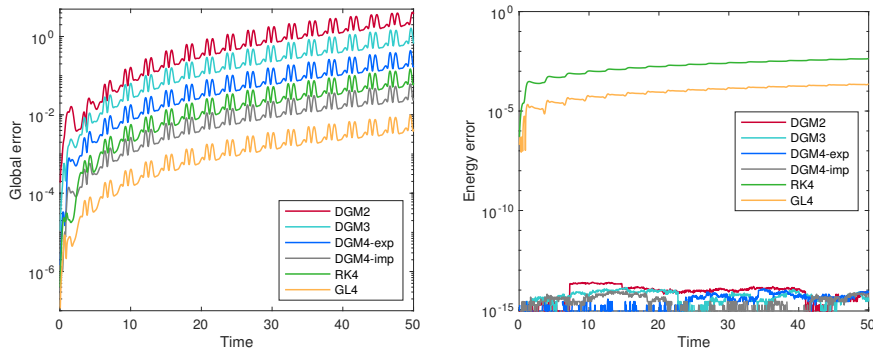 Global error
10^0
10^-2
10^-4
10^-6
0
10
20
30
40
50
Time
DGM2
DGM3
DGM4-exp
DGM4-imp
RK4
GL4
Energy error
10^0
10^-5
10^-10
10^-15
0
10
20
30
40
50
Time
DGM2
DGM3
DGM4-exp
DGM4-imp
RK4
GL4